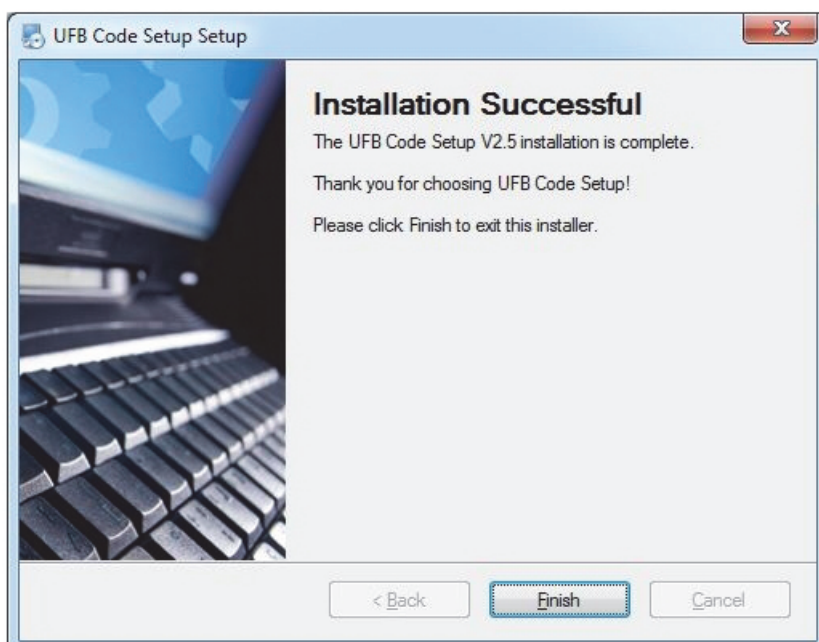 UFB Code Setup Setup
Installation Successful
The UFB Code Setup V2.5 installation is complete.
Thank you for choosing UFB Code Setup!
Please click Finish to exit this installer.
< Back
Finish
Cancel